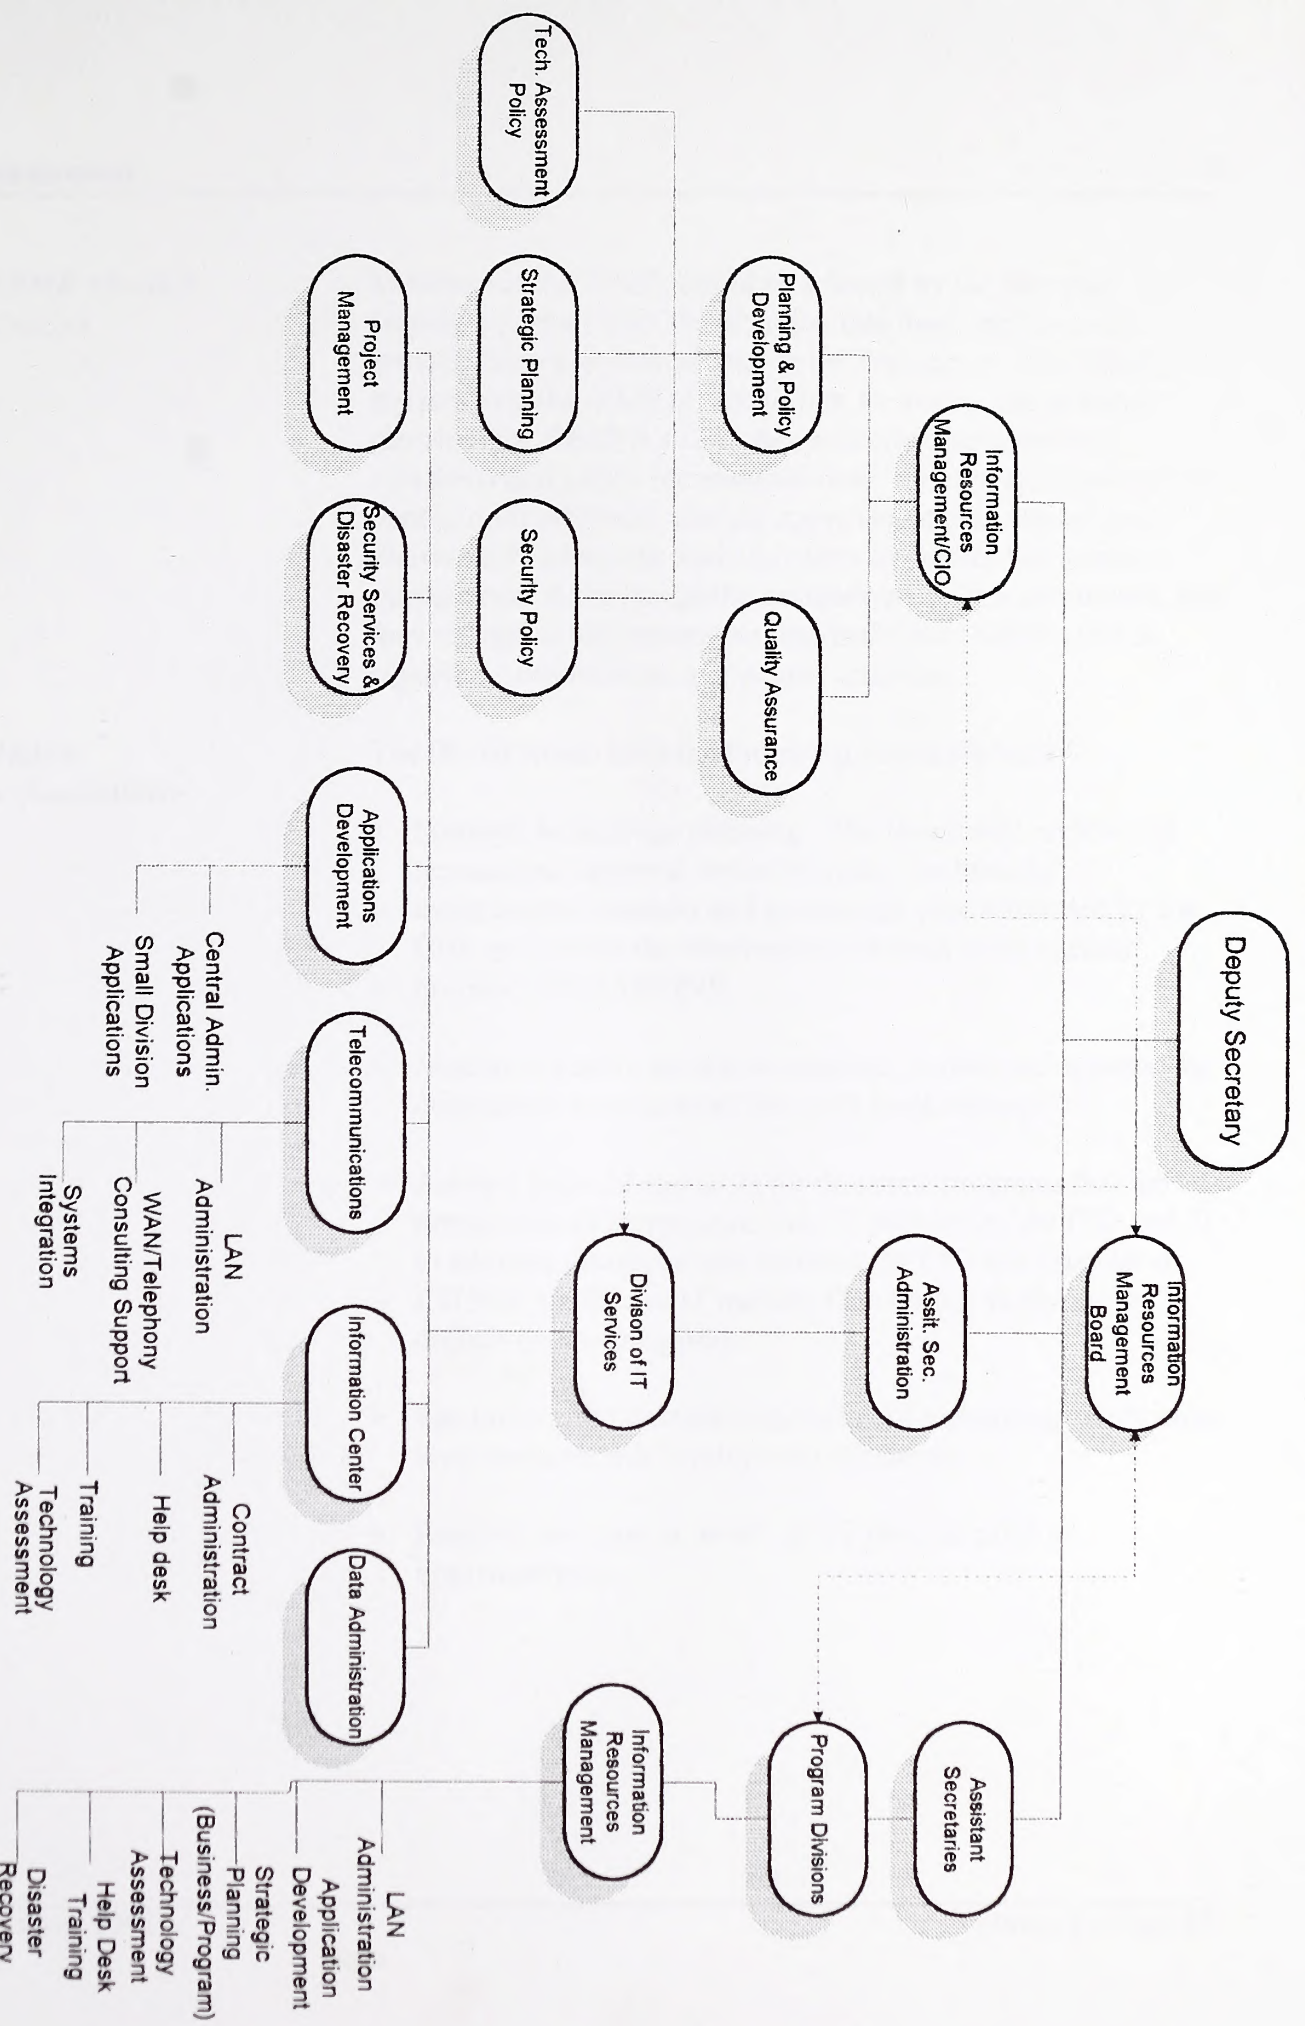 Deputy Secretary
Information
Resources
Management/CIO
Information
Resources
Management
Board
Planning & Policy
Development
Quality Assurance
Assit. Sec.
Administration
Assistant
Secretaries
Tech. Assessment
Policy
Strategic Planning
Security Policy
Divison of IT
Services
Program Divisions
Information
Resources
Management
Project
Management
Security Services &
Disaster Recovery
Applications
Development
Telecommunications
Information Center
Data Administration
Central Admin.
Applications
Small Division
Applications
LAN
Administration
WAN/Telephony
Consulting Support
Systems
Integration
Contract
Administration
Help desk
Training
Technology
Assessment
LAN
Administration
Application
Development
Strategic
Planning
(Business/Program)
Technology
Assessment
Help Desk
Training
Disaster
Recovery